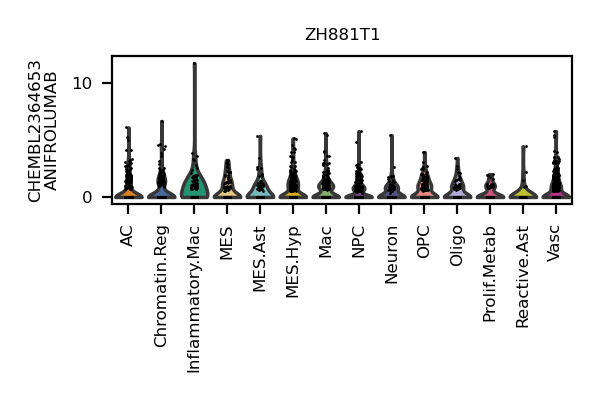 ZH881T1
CHEMBL2364653
ANIFROLUMAB
10
0
AC
Chromatin.Reg
Inflammatory.Mac
MES
MES.Ast
MES.Hyp
Mac
NPC
Neuron
OPC
Oligo
Prolif.Metab
Reactive.Ast
Vasc